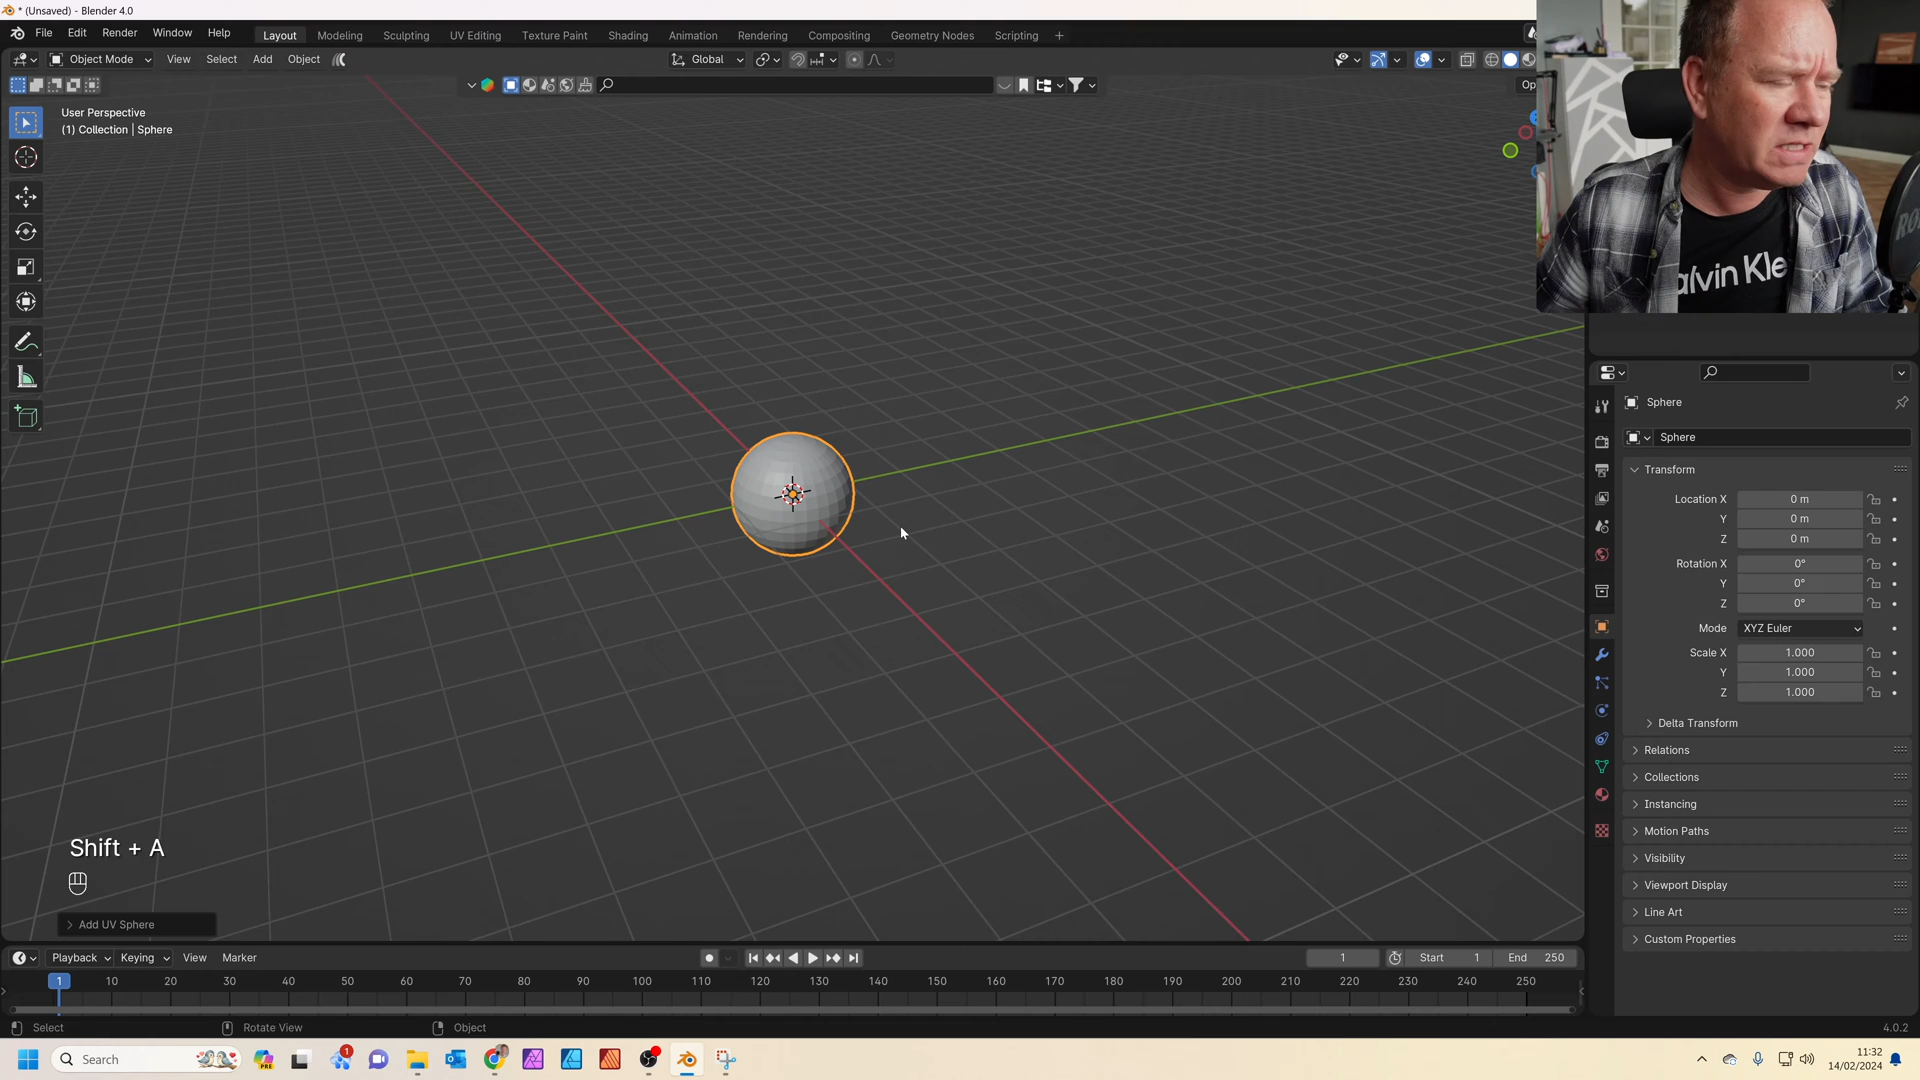 * (Unsaved) - Blender 4.0
File Edit Render Window Help Layout Modeling Sculpting UV Editing Texture Paint Shading Animation Rendering Compositing Geometry Nodes Scripting +
Object Mode View Select Add Object Global
Op
User Perspective
(1) Collection | Sphere
alvin Kle
Sphere
Sphere
Transform
Location X 0 m
Y 0 m
Z 0 m
Rotation X 0°
Y 0°
Z 0°
Mode XYZ Euler
Scale X 1.000
Y 1.000
Z 1.000
Delta Transform
Relations
Collections
Instancing
Motion Paths
Visibility
Viewport Display
Line Art
Custom Properties
Shift + A
Add UV Sphere
Playback Keying View Marker 1 Start 1 End 250
1 10 20 30 40 50 60 70 80 90 100 110 120 130 140 150 160 170 180 190 200 210 220 230 240 250
Select Rotate View Object 4.0.2
Search PRE 1 11:32
14/02/2024